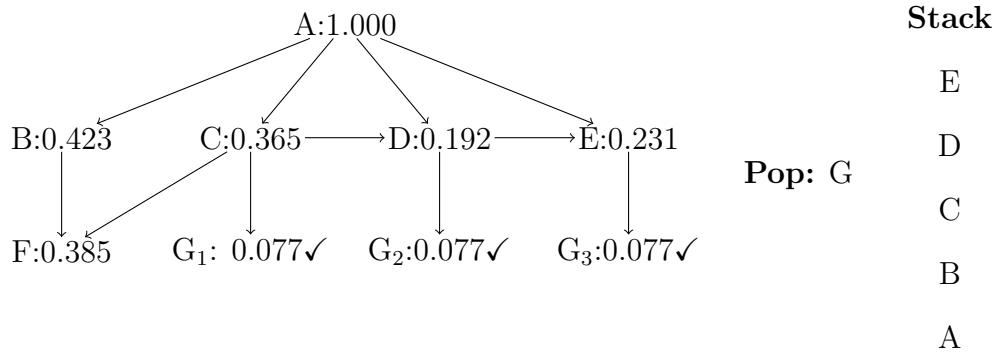 A:1.000
B:0.423 C:0.365 D:0.192 E:0.231
F:0.385 G₁: 0.077✓ G₂:0.077✓ G₃:0.077✓
Pop: G
Stack
E
D
C
B
A